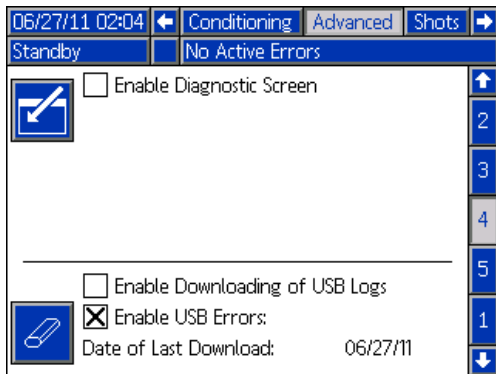 06/27/11 02:04 Conditioning Advanced Shots
Standby No Active Errors
Enable Diagnostic Screen
2
3
4
5
1
Enable Downloading of USB Logs
Enable USB Errors:
Date of Last Download: 06/27/11